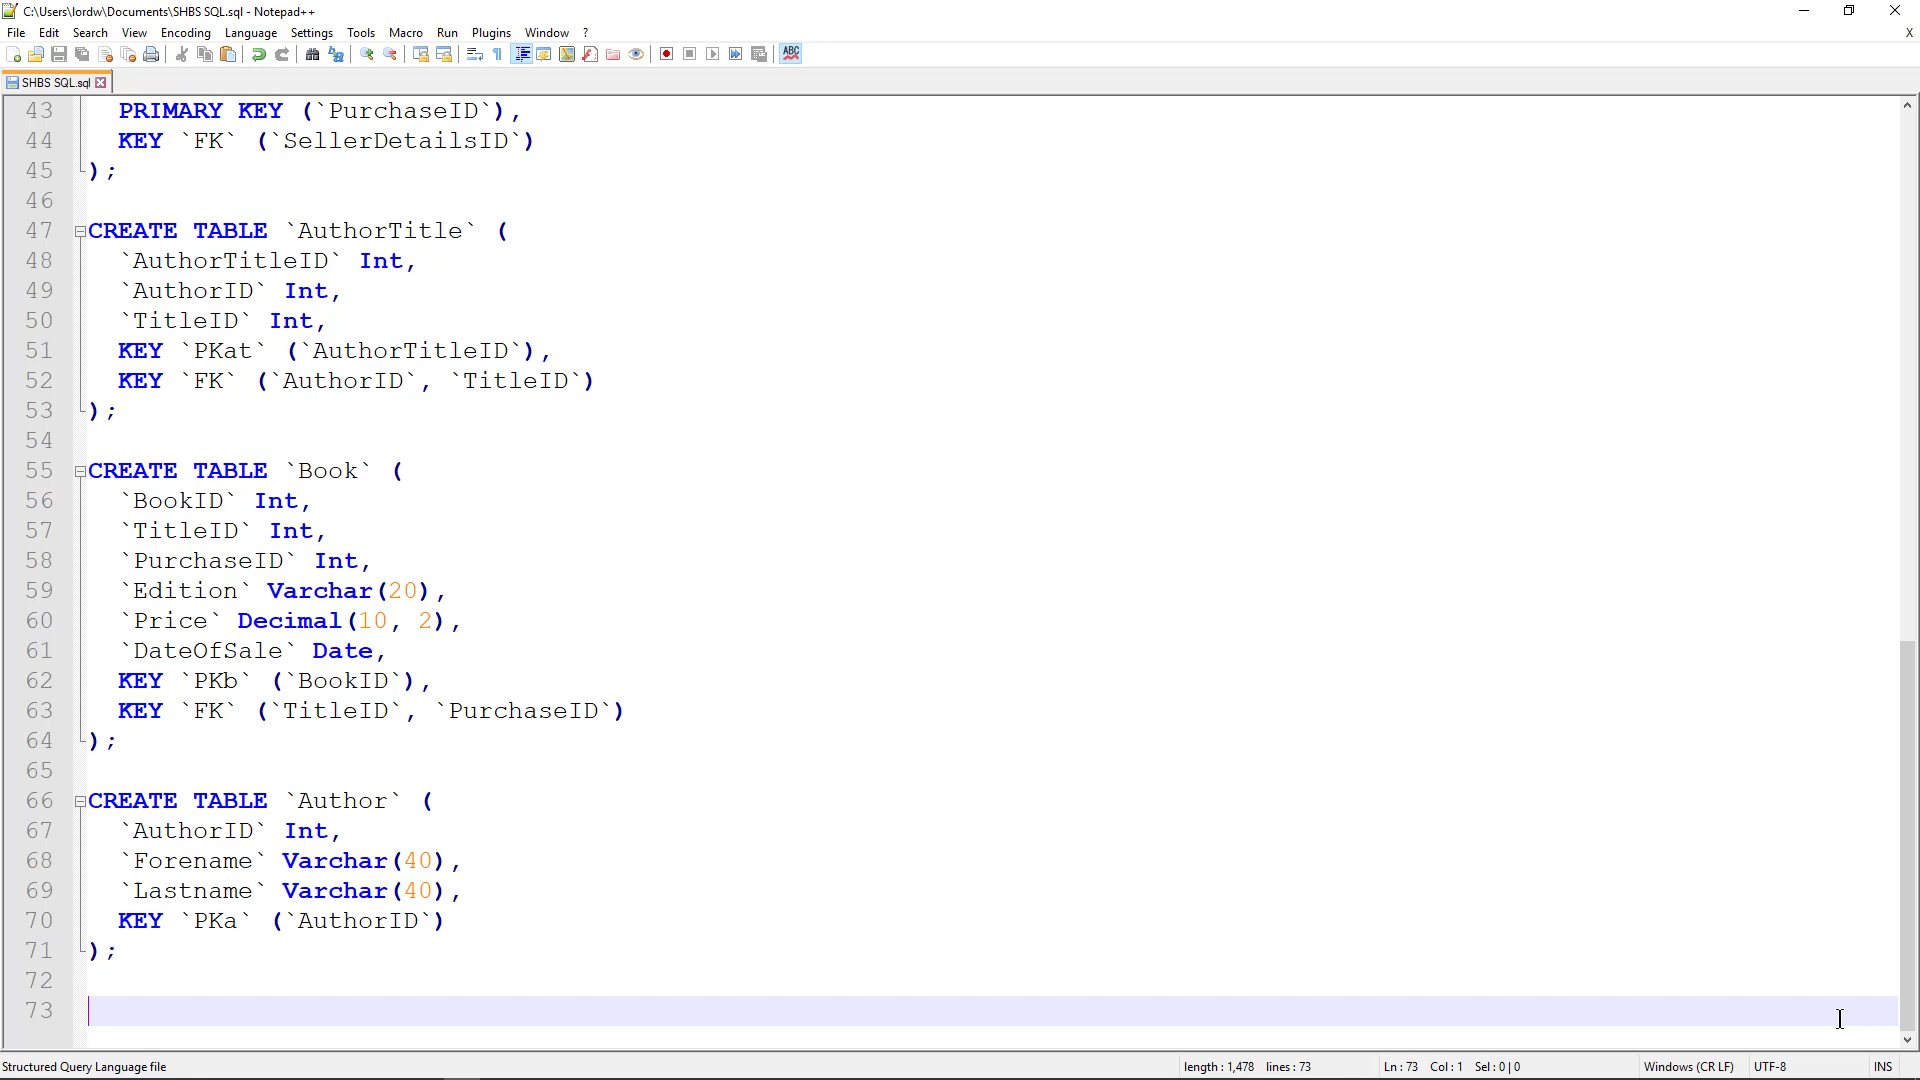 C:\Users\lordw\Documents\SHBS SQL.sql - Notepad++
File Edit Search View Encoding Language Settings Tools Macro Run Plugins Window ? X
ABC
SHBS SQL.sql
43 PRIMARY KEY (`PurchaseID`),
44 KEY `FK` (`SellerDetailsID`)
45 );
46
47 CREATE TABLE `AuthorTitle` (
48 `AuthorTitleID` Int,
49 `AuthorID` Int,
50 `TitleID` Int,
51 KEY `PKat` (`AuthorTitleID`),
52 KEY `FK` (`AuthorID`, `TitleID`)
53 );
54
55 CREATE TABLE `Book` (
56 `BookID` Int,
57 `TitleID` Int,
58 `PurchaseID` Int,
59 `Edition` Varchar(20),
60 `Price` Decimal(10, 2),
61 `DateOfSale` Date,
62 KEY `PKb` (`BookID`),
63 KEY `FK` (`TitleID`, `PurchaseID`)
64 );
65
66 CREATE TABLE `Author` (
67 `AuthorID` Int,
68 `Forename` Varchar(40),
69 `Lastname` Varchar(40),
70 KEY `PKa` (`AuthorID`)
71 );
72
73
Structured Query Language file length : 1,478 lines : 73 Ln : 73 Col : 1 Sel : 0 | 0 Windows (CR LF) UTF-8 INS